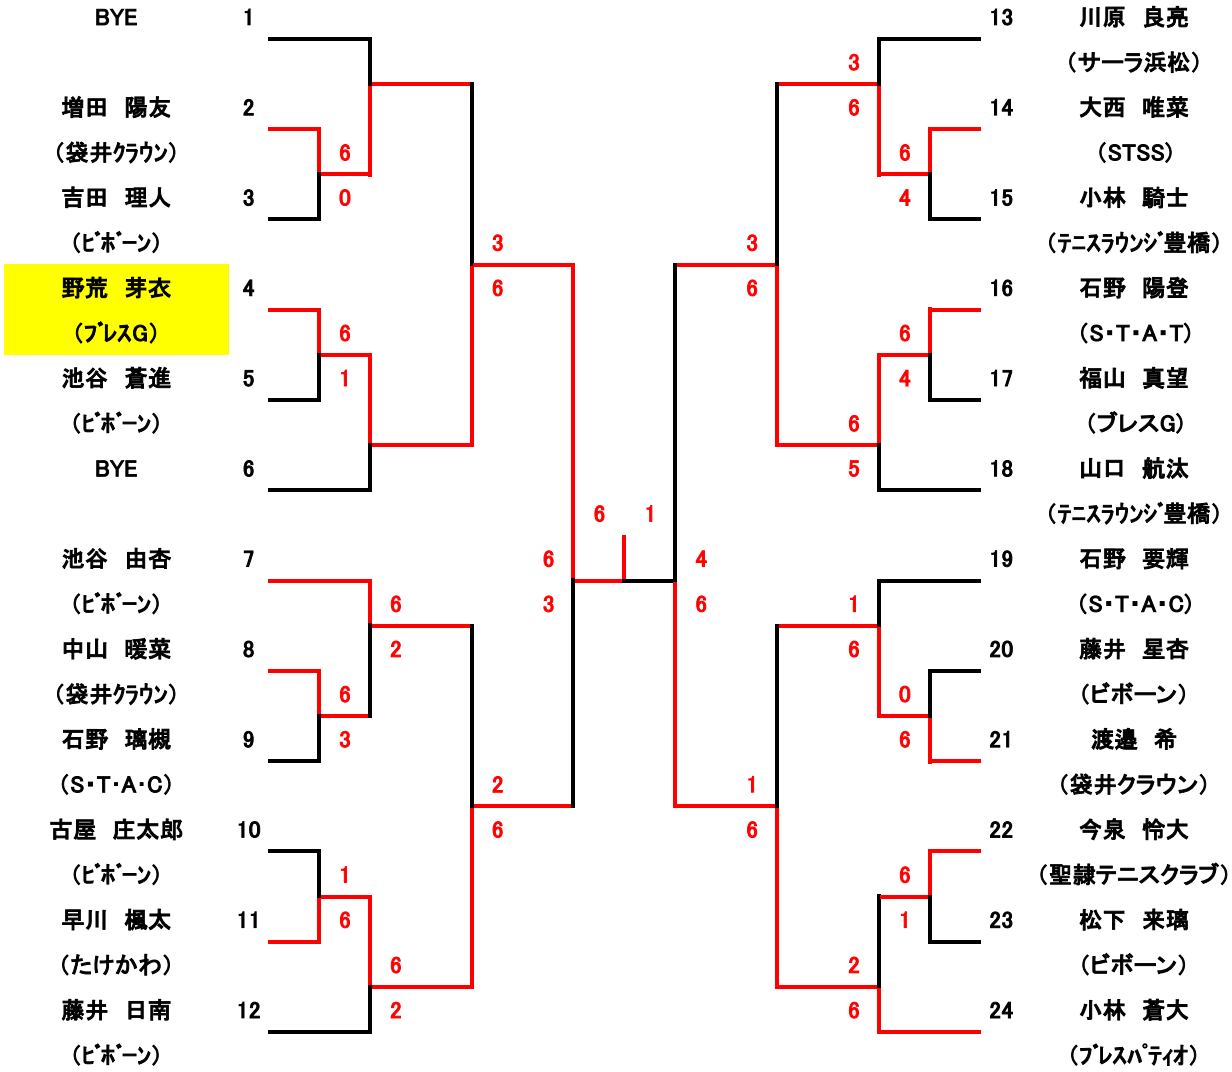 BYE 1
増田 陽友 2
(袋井ｸﾗｳﾝ)
6
吉田 理人 3
0
(ﾋﾞﾎﾞｰﾝ)
3
野荒 芽衣 4
6
(ﾌﾞﾚｽG)
6
池谷 蒼進 5
1
(ﾋﾞﾎﾞｰﾝ)
BYE 6
6 1
池谷 由杏 7
6
(ﾋﾞﾎﾞｰﾝ)
6
3
中山 暖菜 8
2
(袋井ｸﾗｳﾝ)
6
石野 璃槻 9
3
(S・T・A・C)
2
古屋 庄太郎 10
6
(ﾋﾞﾎﾞｰﾝ)
1
早川 楓太 11
6
(たけかわ)
6
藤井 日南 12
2
(ﾋﾞﾎﾞｰﾝ)
13 川原 良亮
3
(サーラ浜松)
6
14 大西 唯菜
6
(STSS)
4
15 小林 騎士
3
(ﾃﾆｽﾗｳﾝｼﾞ豊橋)
6
16 石野 陽登
6
(S・T・A・T)
4
17 福山 真望
6
(ブレスG)
5
18 山口 航汰
(ﾃﾆｽﾗｳﾝｼﾞ豊橋)
4
19 石野 要輝
6
1
(S・T・A・C)
6
20 藤井 星杏
0
(ビボーン)
6
21 渡邉 希
1
(袋井クラウン)
6
22 今泉 怜大
6
(聖隷テニスクラブ)
1
23 松下 来璃
2
(ビボーン)
6
24 小林 蒼大
(ﾌﾞﾚｽﾊﾟﾃｨｵ)